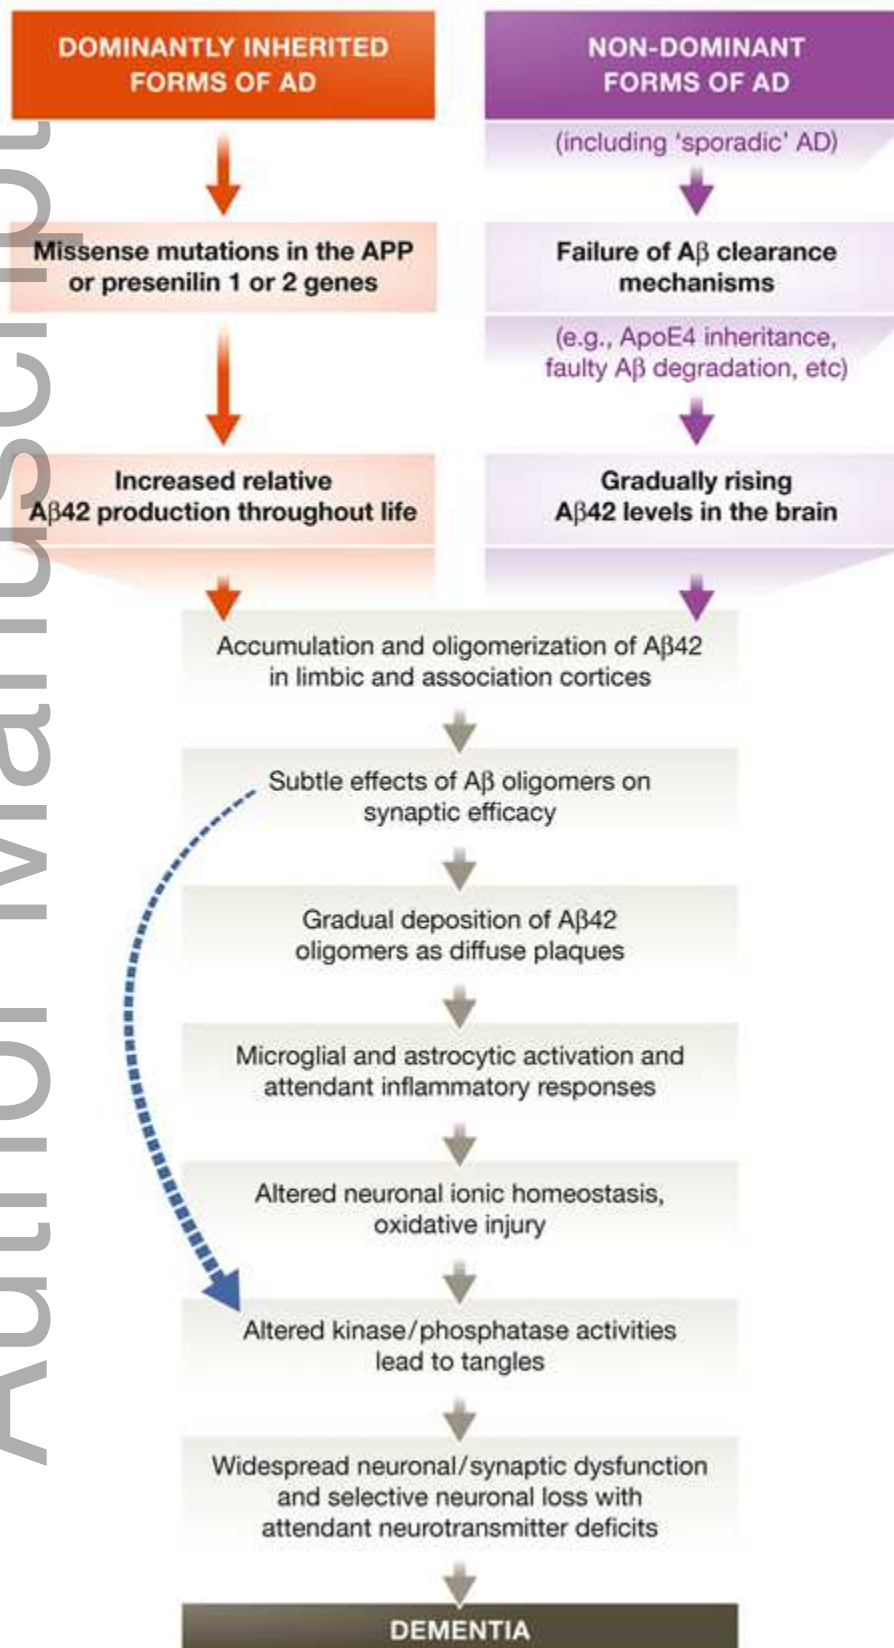 DOMINANTLY INHERITED
FORMS OF AD
NON-DOMINANT
FORMS OF AD
(including ‘sporadic’ AD)
Missense mutations in the APP
or presenilin 1 or 2 genes
Failure of Aβ clearance
mechanisms
(e.g., ApoE4 inheritance,
faulty Aβ degradation, etc)
Increased relative
Aβ42 production throughout life
Gradually rising
Aβ42 levels in the brain
Accumulation and oligomerization of Aβ42
in limbic and association cortices
Subtle effects of Aβ oligomers on
synaptic efficacy
Gradual deposition of Aβ42
oligomers as diffuse plaques
Microglial and astrocytic activation and
attendant inflammatory responses
Altered neuronal ionic homeostasis,
oxidative injury
Altered kinase/phosphatase activities
lead to tangles
Widespread neuronal/synaptic dysfunction
and selective neuronal loss with
attendant neurotransmitter deficits
DEMENTIA
Author Manuscript